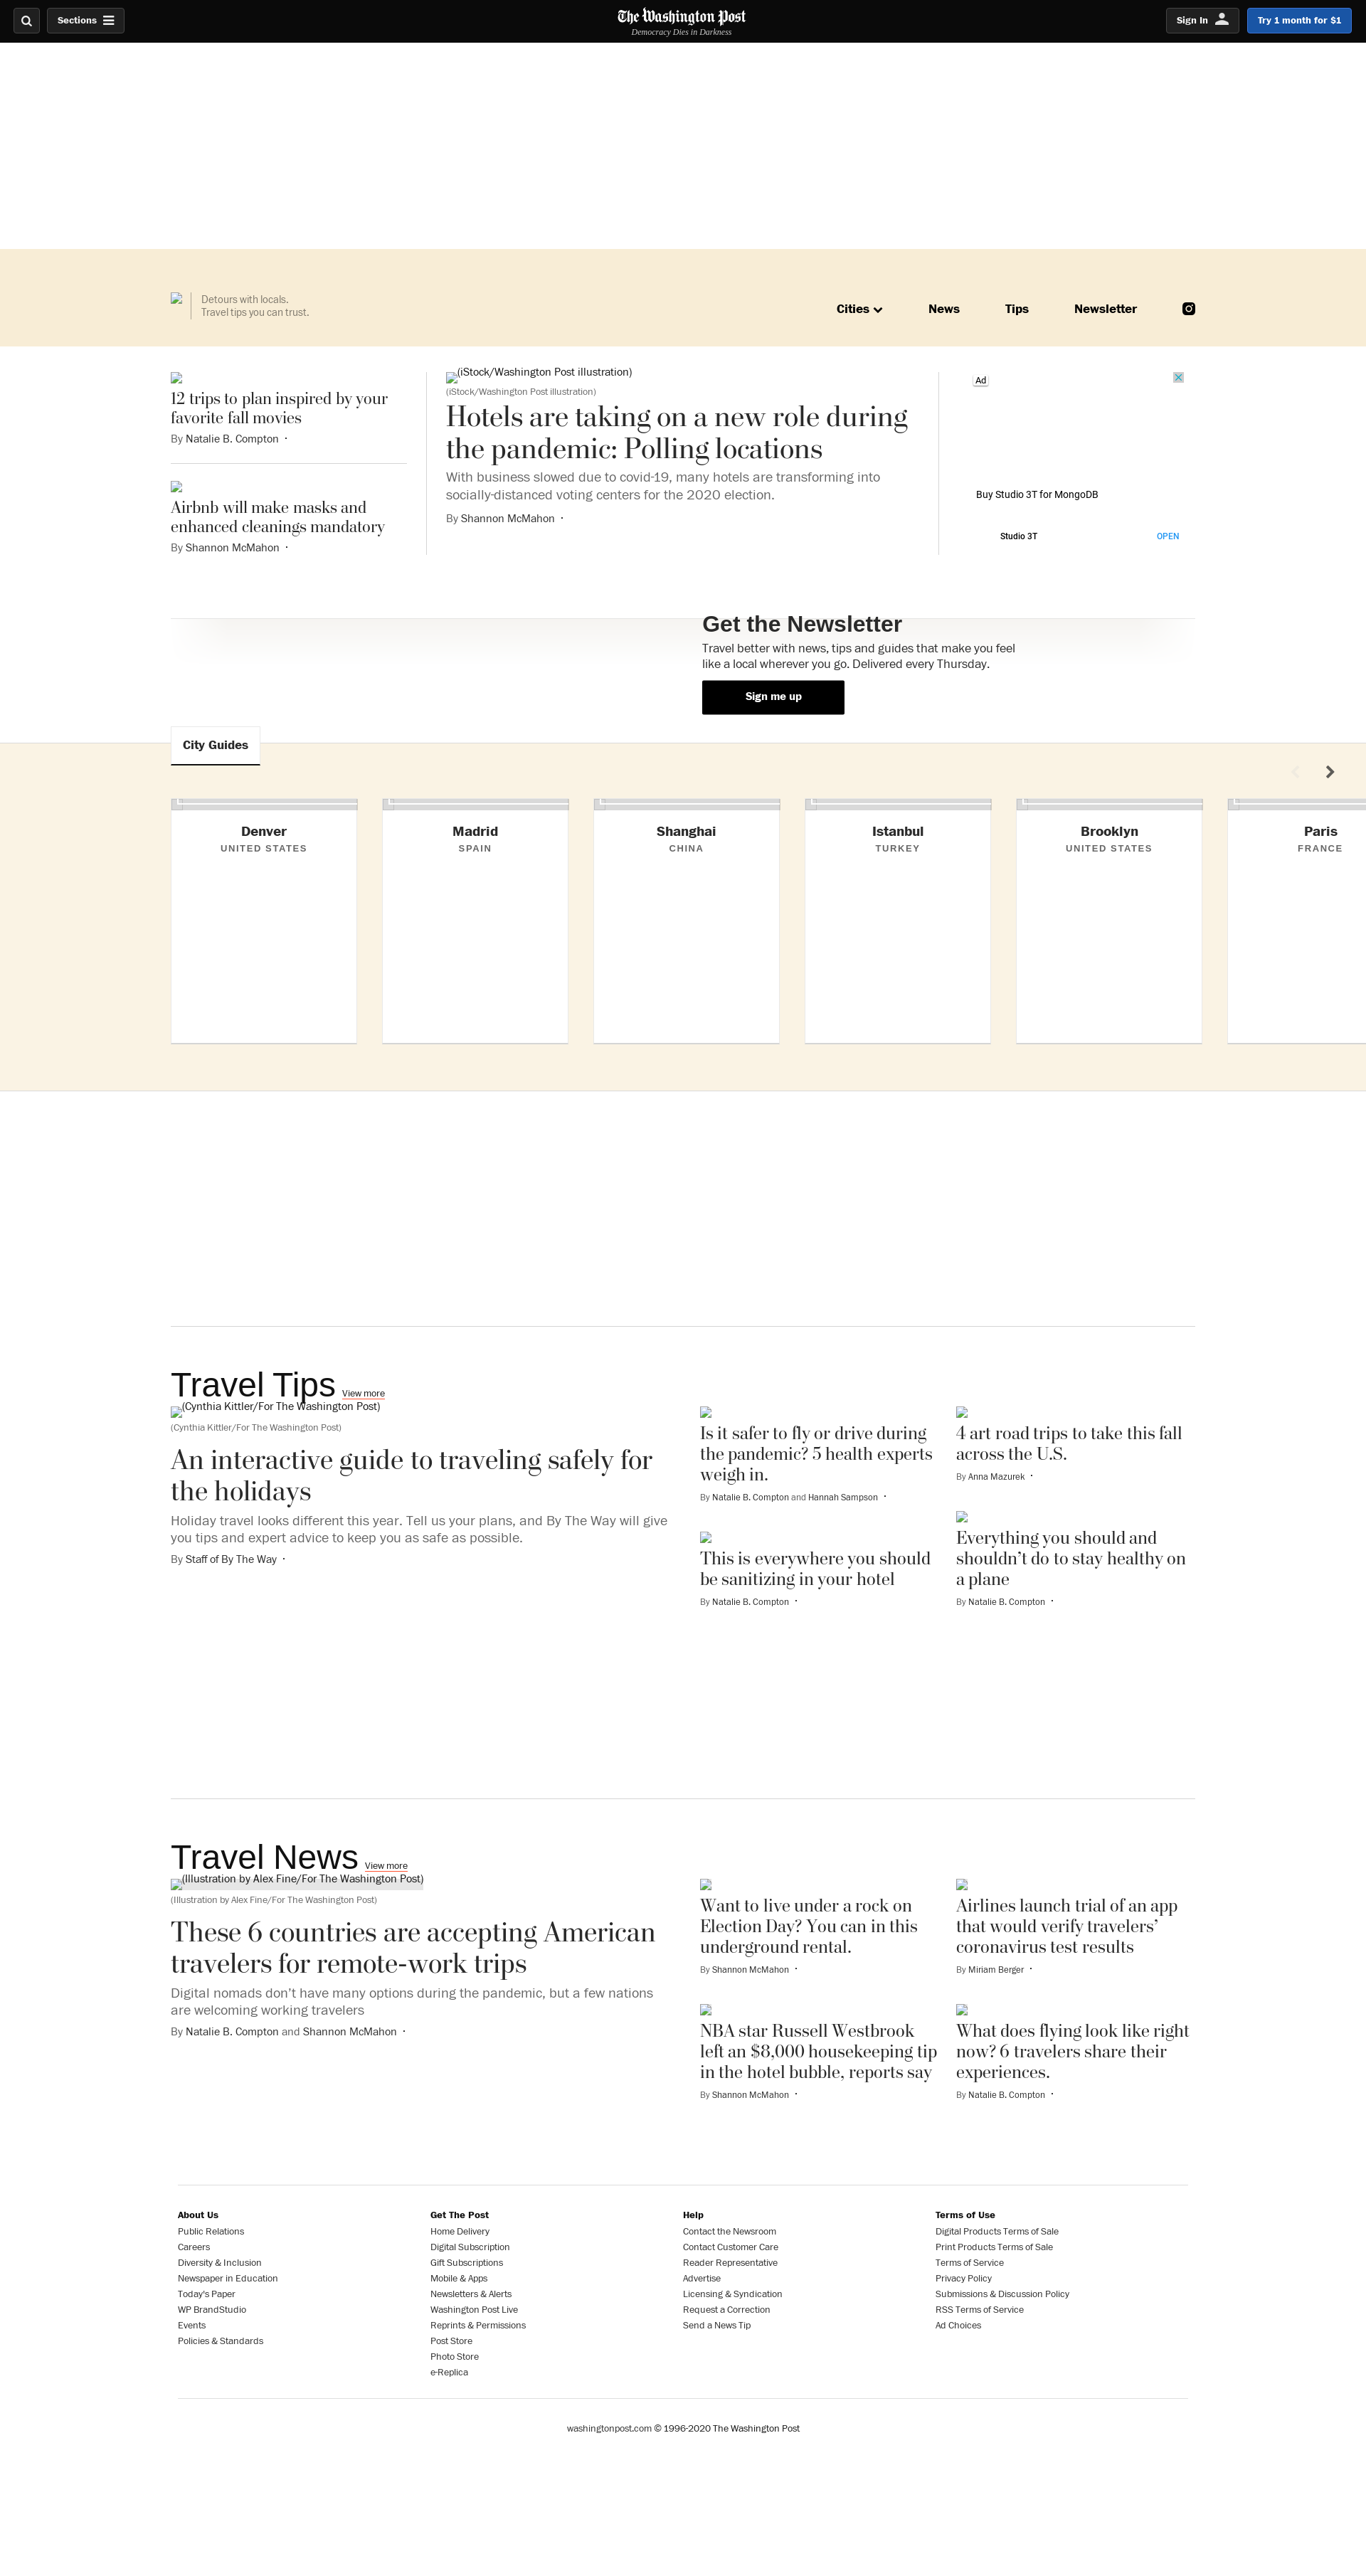 Sections
The Washington Post
Democracy Dies in Darkness
Sign In
Try 1 month for $1
Detours with locals.
Travel tips you can trust.
Cities
News
Tips
Newsletter
12 trips to plan inspired by your
favorite fall movies
By Natalie B. Compton •
Airbnb will make masks and
enhanced cleanings mandatory
By Shannon McMahon •
(iStock/Washington Post illustration)
(iStock/Washington Post illustration)
Hotels are taking on a new role during
the pandemic: Polling locations
With business slowed due to covid-19, many hotels are transforming into
socially-distanced voting centers for the 2020 election.
By Shannon McMahon •
Ad
Buy Studio 3T for MongoDB
Studio 3T
OPEN
Get the Newsletter
Travel better with news, tips and guides that make you feel
like a local wherever you go. Delivered every Thursday.
Sign me up
City Guides
Denver
UNITED STATES
Madrid
SPAIN
Shanghai
CHINA
Istanbul
TURKEY
Brooklyn
UNITED STATES
Paris
FRANCE
Travel Tips View more
(Cynthia Kittler/For The Washington Post)
(Cynthia Kittler/For The Washington Post)
An interactive guide to traveling safely for
the holidays
Holiday travel looks different this year. Tell us your plans, and By The Way will give
you tips and expert advice to keep you as safe as possible.
By Staff of By The Way •
Is it safer to fly or drive during
the pandemic? 5 health experts
weigh in.
By Natalie B. Compton and Hannah Sampson •
This is everywhere you should
be sanitizing in your hotel
By Natalie B. Compton •
4 art road trips to take this fall
across the U.S.
By Anna Mazurek •
Everything you should and
shouldn’t do to stay healthy on
a plane
By Natalie B. Compton •
Travel News View more
(Illustration by Alex Fine/For The Washington Post)
(Illustration by Alex Fine/For The Washington Post)
These 6 countries are accepting American
travelers for remote-work trips
Digital nomads don’t have many options during the pandemic, but a few nations
are welcoming working travelers
By Natalie B. Compton and Shannon McMahon •
Want to live under a rock on
Election Day? You can in this
underground rental.
By Shannon McMahon •
NBA star Russell Westbrook
left an $8,000 housekeeping tip
in the hotel bubble, reports say
By Shannon McMahon •
Airlines launch trial of an app
that would verify travelers’
coronavirus test results
By Miriam Berger •
What does flying look like right
now? 6 travelers share their
experiences.
By Natalie B. Compton •
About Us
Public Relations
Careers
Diversity & Inclusion
Newspaper in Education
Today's Paper
WP BrandStudio
Events
Policies & Standards
Get The Post
Home Delivery
Digital Subscription
Gift Subscriptions
Mobile & Apps
Newsletters & Alerts
Washington Post Live
Reprints & Permissions
Post Store
Photo Store
e-Replica
Help
Contact the Newsroom
Contact Customer Care
Reader Representative
Advertise
Licensing & Syndication
Request a Correction
Send a News Tip
Terms of Use
Digital Products Terms of Sale
Print Products Terms of Sale
Terms of Service
Privacy Policy
Submissions & Discussion Policy
RSS Terms of Service
Ad Choices
washingtonpost.com © 1996-2020 The Washington Post